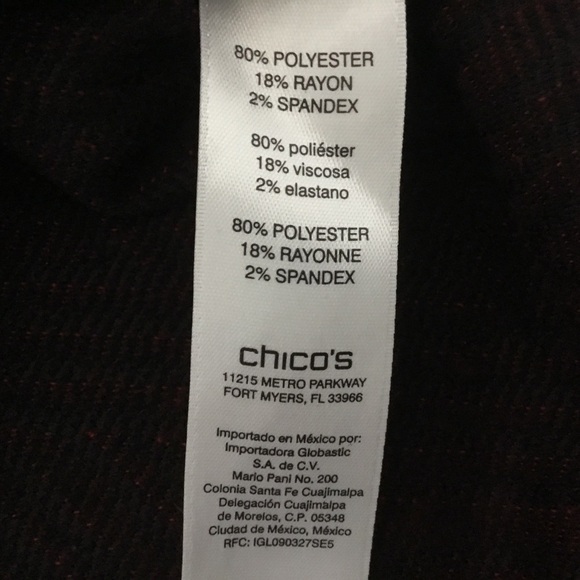 80% POLYESTER
18% RAYON
2% SPANDEX
80% poliéster
18% viscosa
2% elastano
80% POLYESTER
18% RAYONNE
2% SPANDEX
chico's
11215 METRO PARKWAY
FORT MYERS, FL 33966
Importado en México por:
Importadora Globastic
S.A. de C.V.
Mario Pani No. 200
Colonia Santa Fe Cuajimalpa
Delegación Cuajimalpa
de Morelos, C.P. 05348
Ciudad de México, México
RFC: IGL090327SE5